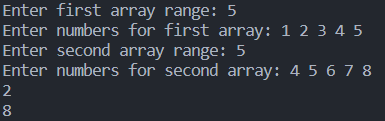 Enter first array range: 5
Enter numbers for first array: 1 2 3 4 5
Enter second array range: 5
Enter numbers for second array: 4 5 6 7 8
2
8